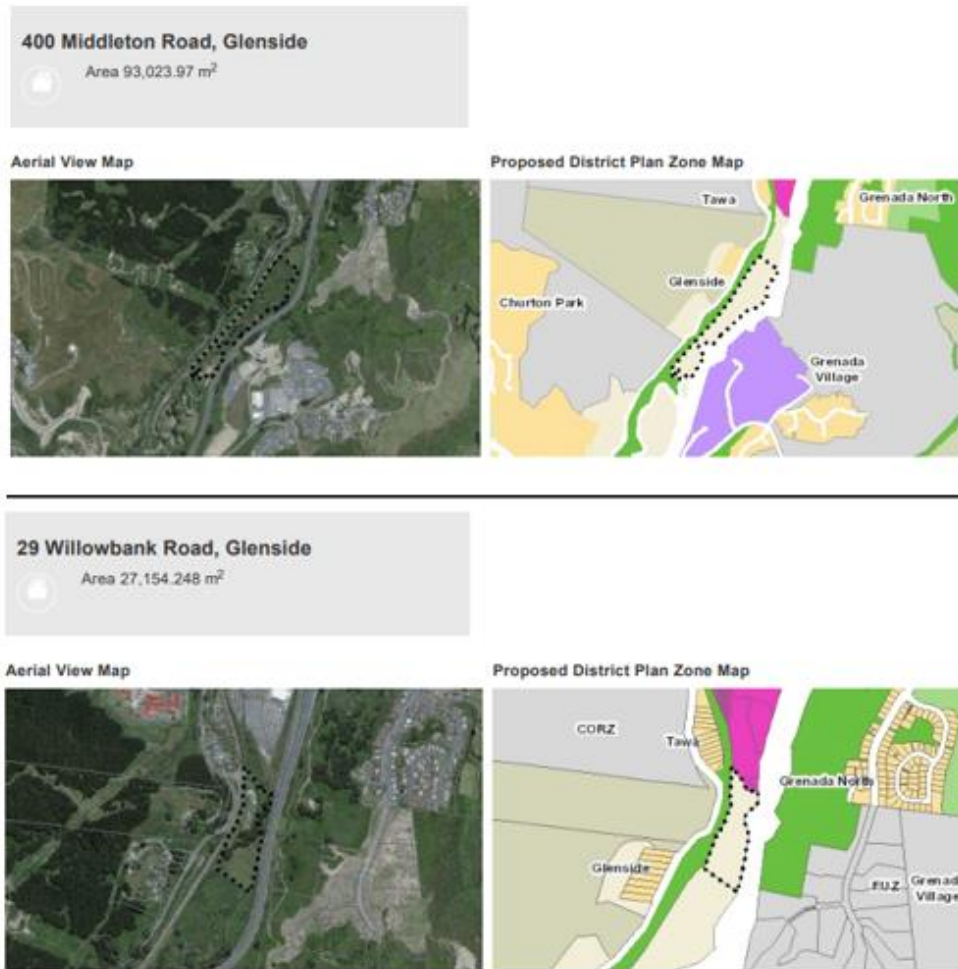 400 Middleton Road, Glenside
Area 93,023.97 m²
Aerial View Map
Proposed District Plan Zone Map
Tawa
Grenada North
Glenside
Churton Park
Grenada
Village
29 Willowbank Road, Glenside
Area 27,154.248 m²
Aerial View Map
Proposed District Plan Zone Map
CORZ
Tawa
Grenada North
Glenside
FUZ
Grenad
Village